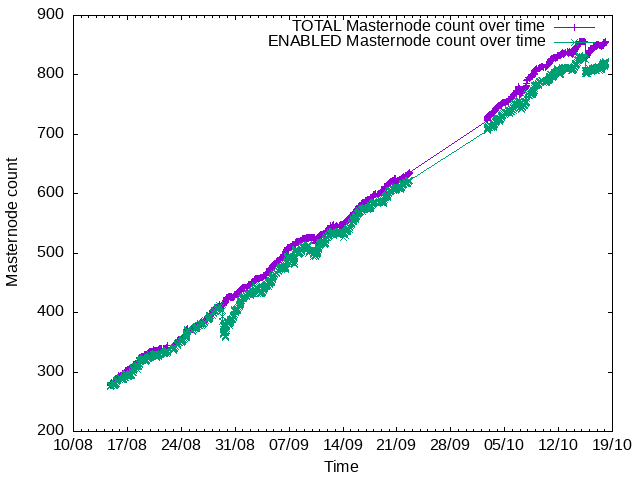 TOTAL Masternode count over time
ENABLED Masternode count over time
900
800
700
600
500
400
300
200
Masternode count
10/08 17/08 24/08 31/08 07/09 14/09 21/09 28/09 05/10 12/10 19/10
Time